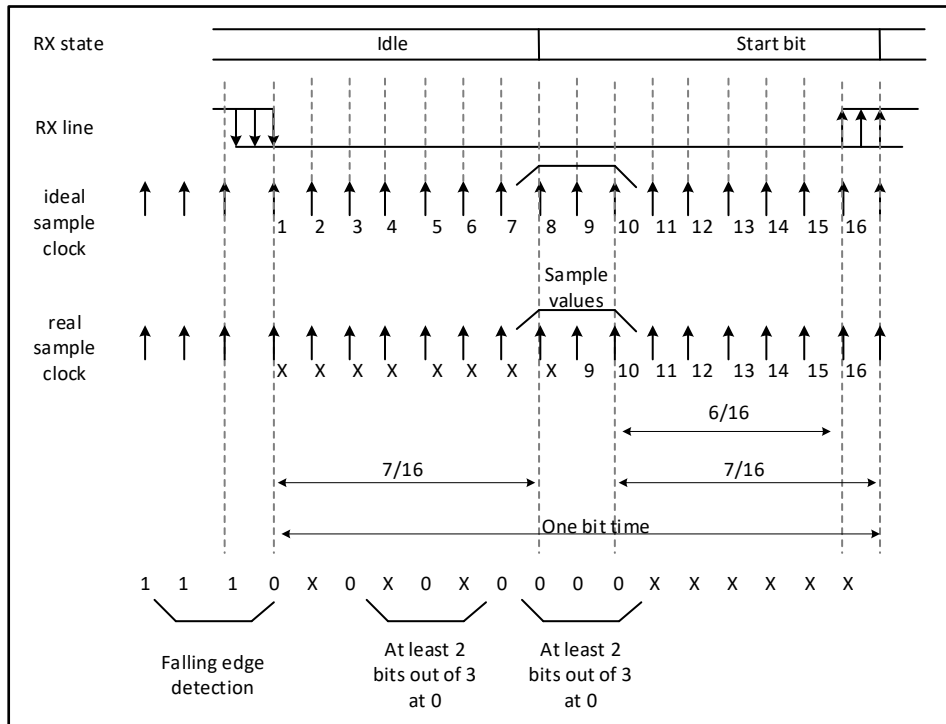 RX state
Idle
Start bit
RX line
ideal
sample
clock
1 2 3 4 5 6 7 8 9 10 11 12 13 14 15 16
Sample
values
real
sample
clock
X X X X X X X X 9 10 11 12 13 14 15 16
6/16
7/16
7/16
One bit time
1 1 1 0 X 0 X 0 X 0 0 0 0 X X X X X X
Falling edge
detection
At least 2
bits out of 3
at 0
At least 2
bits out of 3
at 0